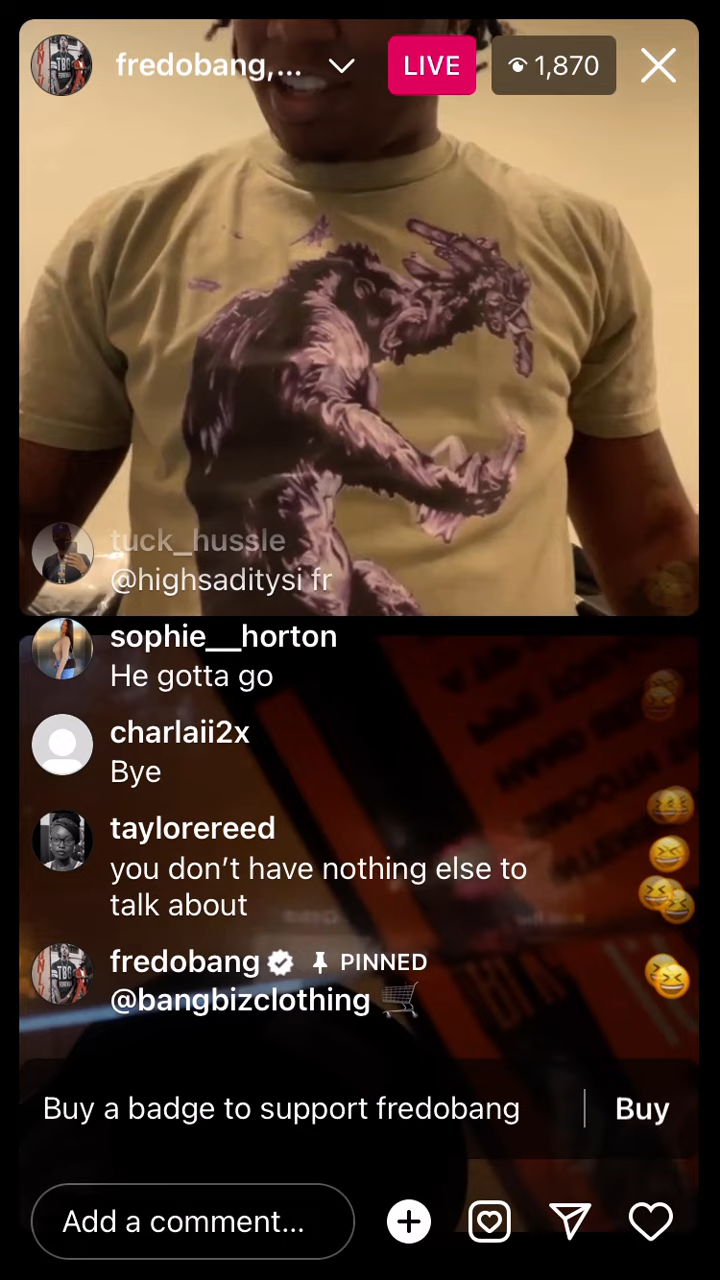 fredobang,...
LIVE
1,870
tuck_hussle
@highsaditysi fr
sophie__horton
He gotta go
charlaii2x
Bye
taylorereed
you don’t have nothing else to
talk about
fredobang PINNED
@bangbizclothing 🛒
Buy a badge to support fredobang
Buy
Add a comment...